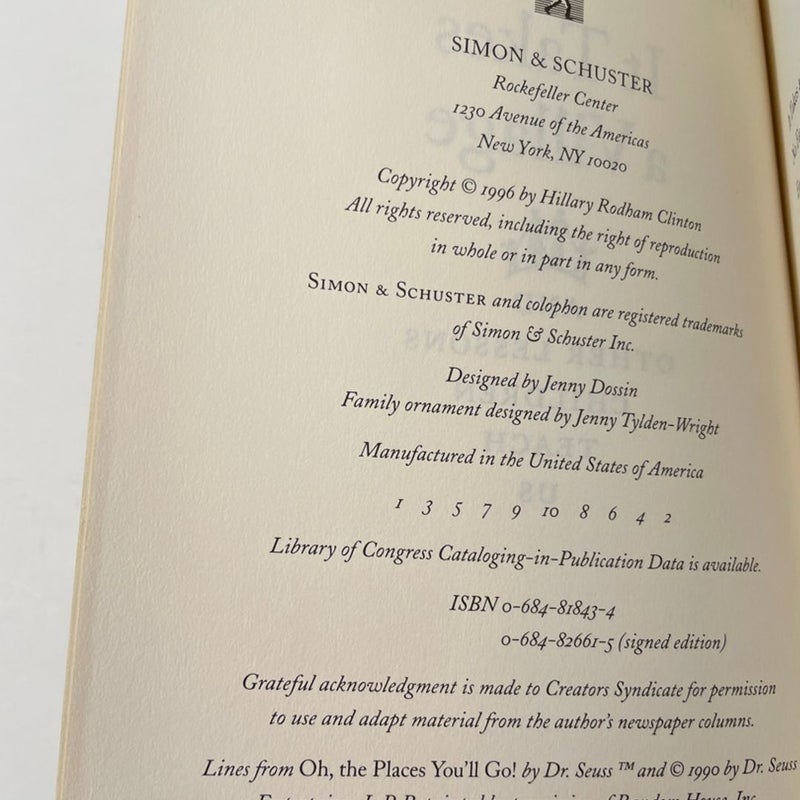 SIMON & SCHUSTER
Rockefeller Center
1230 Avenue of the Americas
New York, NY 10020
Copyright © 1996 by Hillary Rodham Clinton
All rights reserved, including the right of reproduction
in whole or in part in any form.
SIMON & SCHUSTER and colophon are registered trademarks
of Simon & Schuster Inc.
Designed by Jenny Dossin
Family ornament designed by Jenny Tylden-Wright
Manufactured in the United States of America
1 3 5 7 9 10 8 6 4 2
Library of Congress Cataloging-in-Publication Data is available.
ISBN 0-684-81843-4
0-684-82661-5 (signed edition)
Grateful acknowledgment is made to Creators Syndicate for permission
to use and adapt material from the author's newspaper columns.
Lines from Oh, the Places You'll Go! by Dr. Seuss ™ and © 1990 by Dr. Seuss